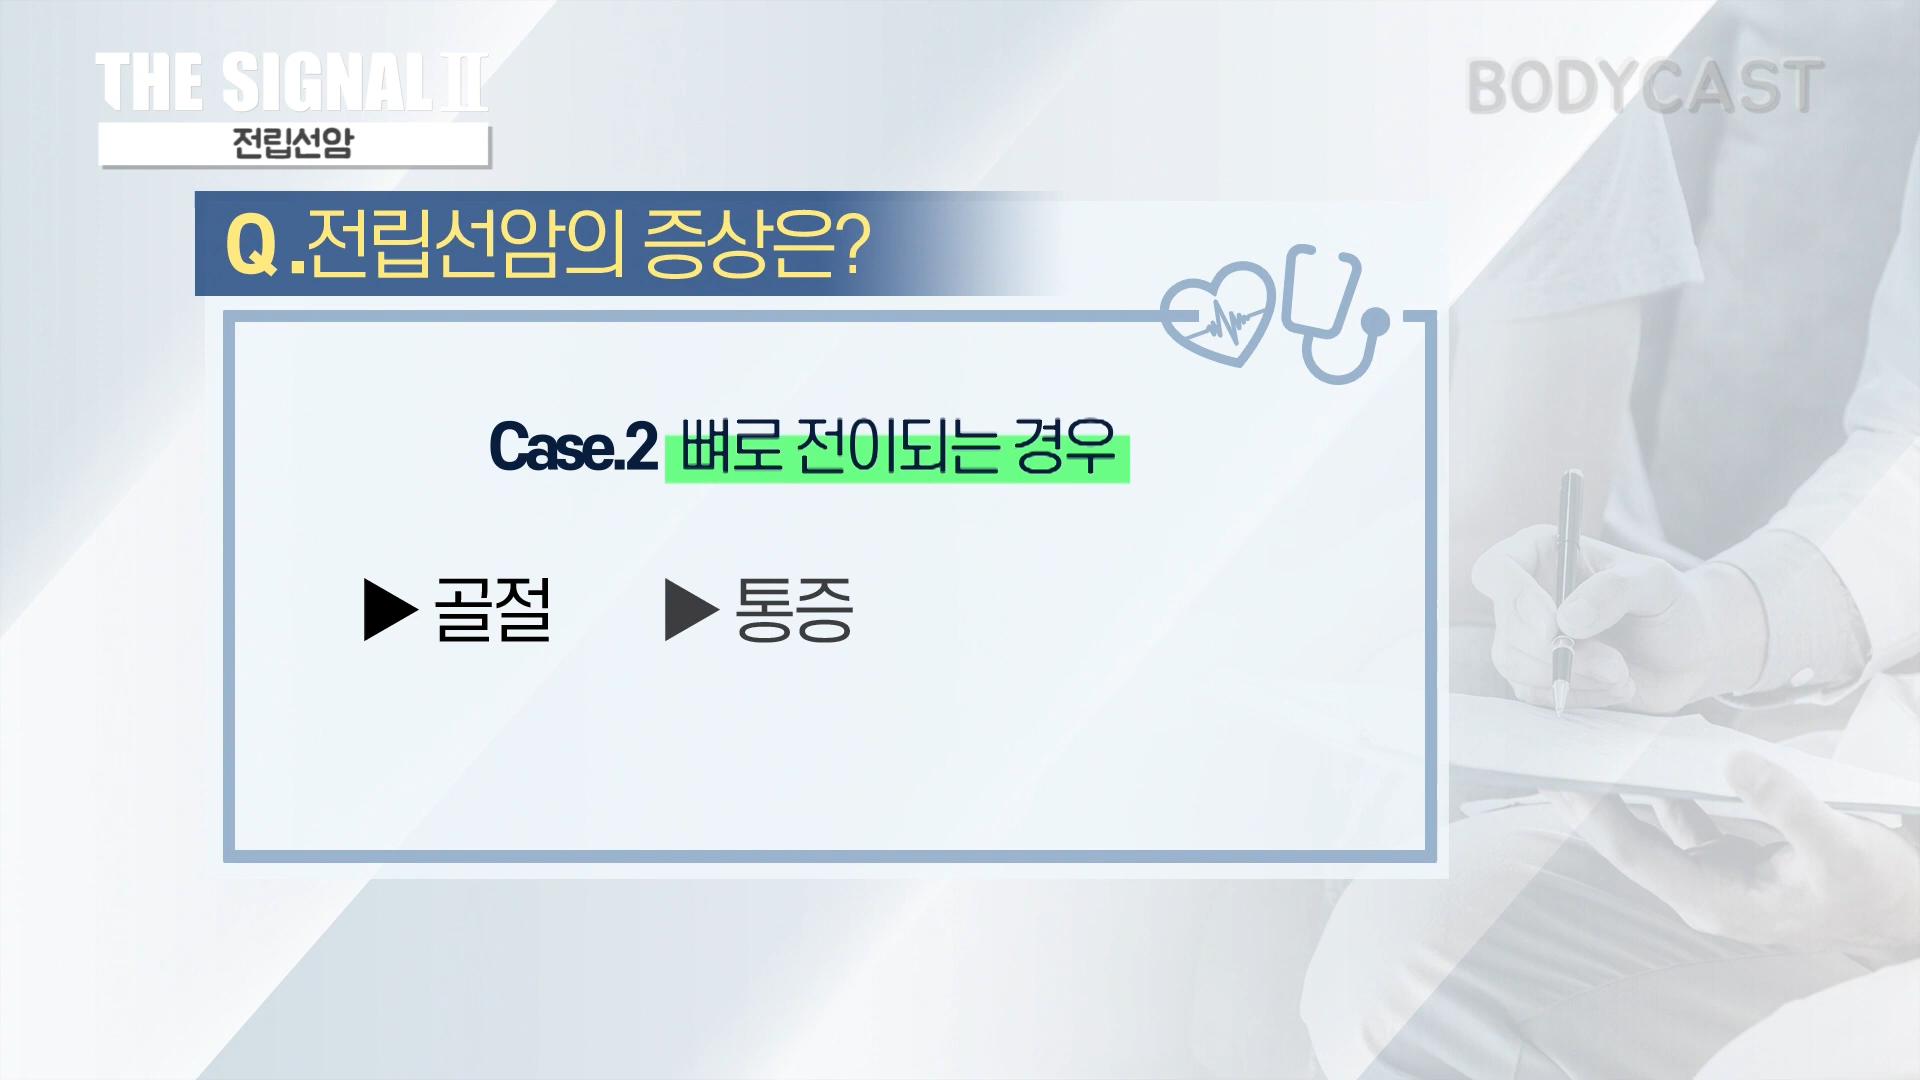 THE SIGNAL Ⅱ
BODYCAST
전립선암
Q.전립선암의 증상은?
Case.2 뼈로 전이되는 경우
▶ 골절 ▶ 통증